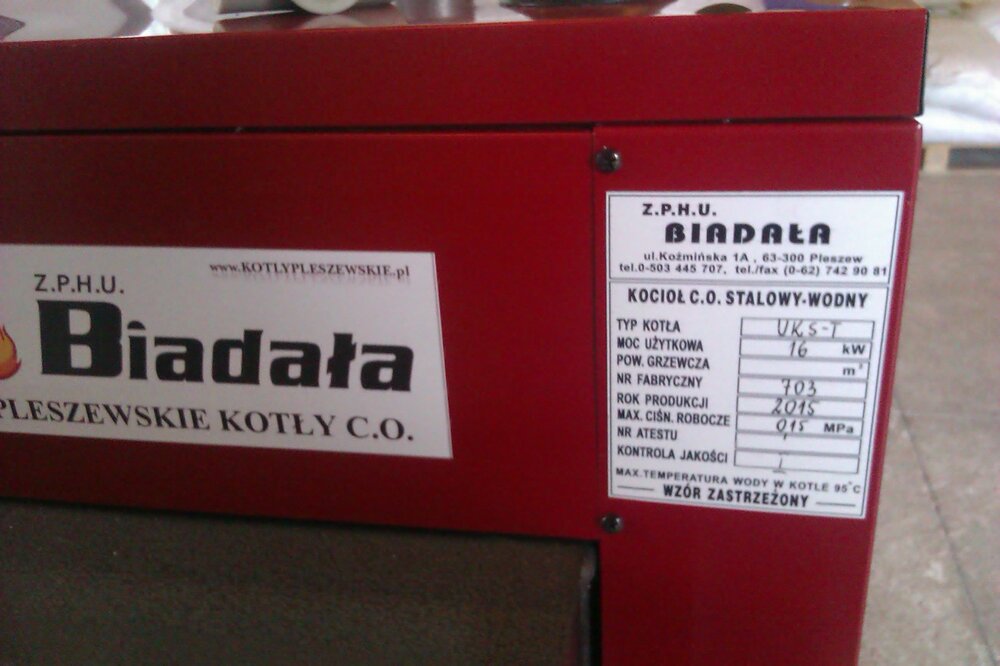 www.KOTLYPLESZEWSKIE.pl
Z.P.H.U.
Biadała
PLESZEWSKIE KOTŁY C.O.
Z.P.H.U.
BIADAŁA
ul.Koźmińska 1A , 63-300 Pleszew
tel.0-503 445 707, tel./fax (0-62) 742 90 81
KOCIOŁ C.O. STALOWY-WODNY
TYP KOTŁA UKS-T
MOC UŻYTKOWA 16 kW
POW. GRZEWCZA m²
NR FABRYCZNY 703
ROK PRODUKCJI 2015
MAX. CIŚN. ROBOCZE 0,15 MPa
NR ATESTU
KONTROLA JAKOŚCI I
MAX.TEMPERATURA WODY W KOTLE 95°C
WZÓR ZASTRZEŻONY